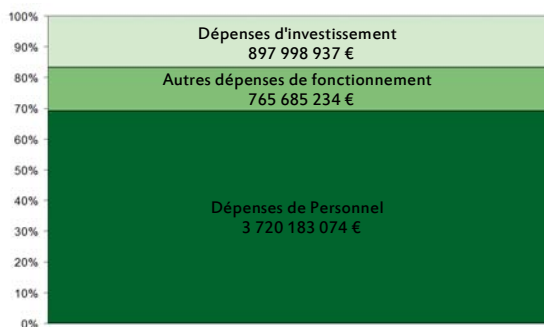 100%
90%
80%
70%
60%
50%
40%
30%
20%
10%
0%
Dépenses d'investissement
897 998 937 €
Autres dépenses de fonctionnement
765 685 234 €
Dépenses de Personnel
3 720 183 074 €